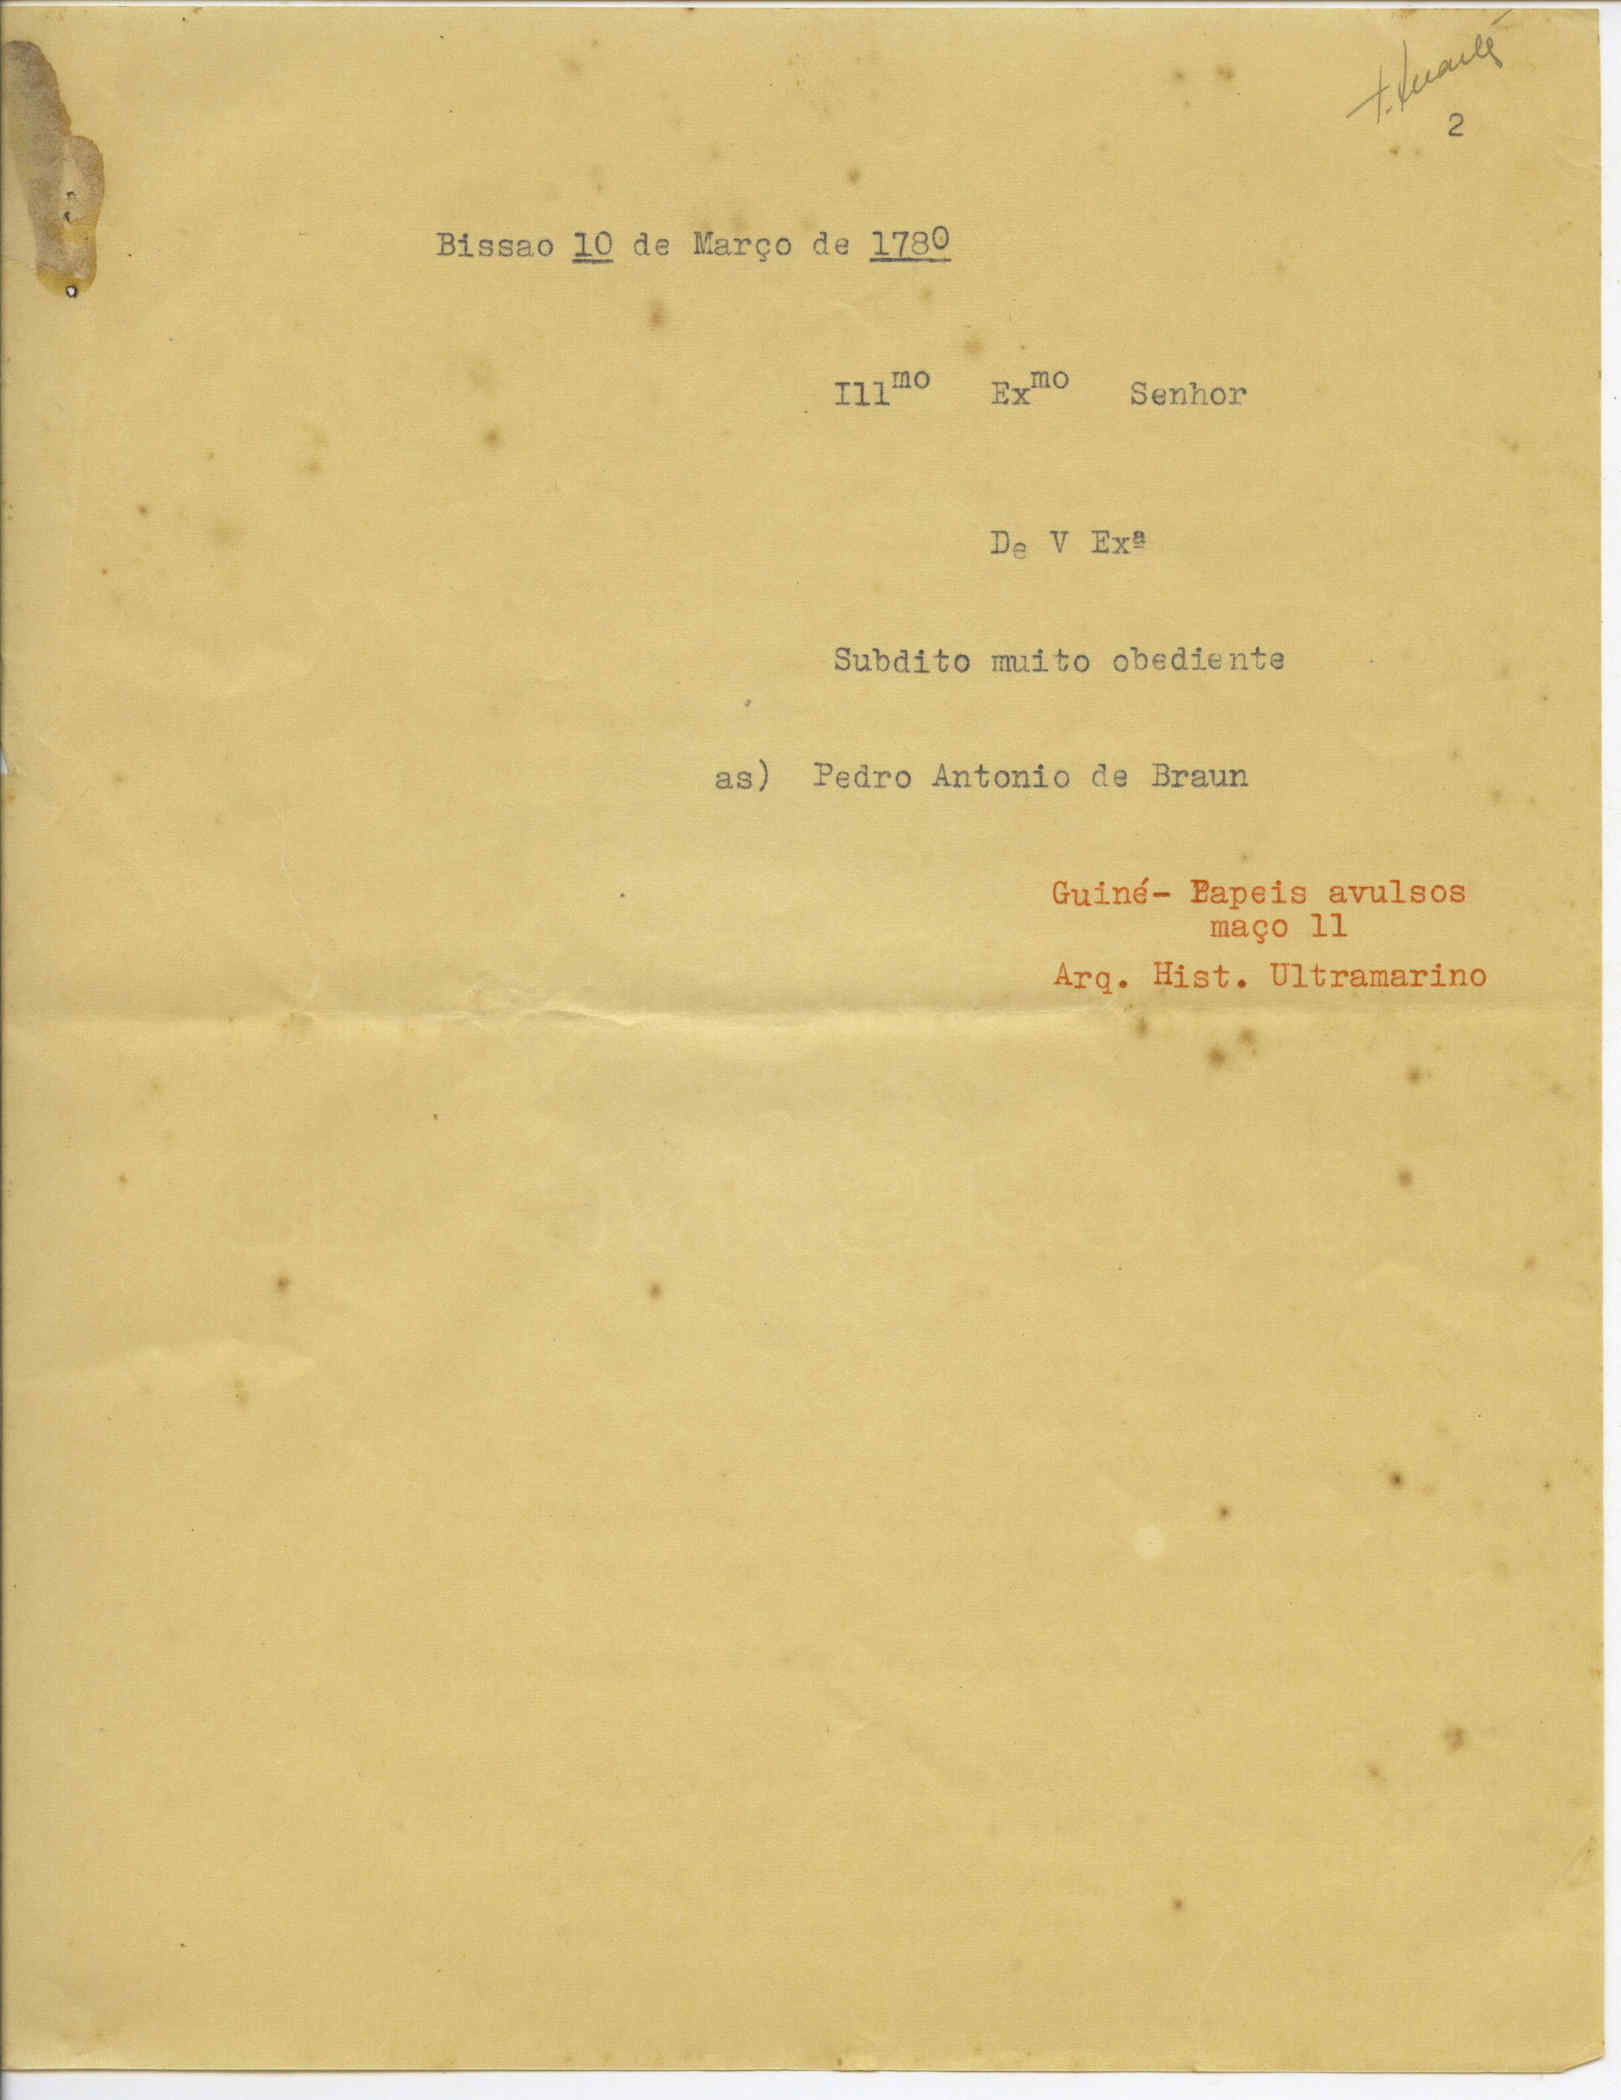 2
Bissao 10 de Março de 1780
Illmo Exmo Senhor
De V Exª
Subdito muito obediente
as) Pedro Antonio de Braun
Guiné- Papeis avulsos
maço 11
Arq. Hist. Ultramarino